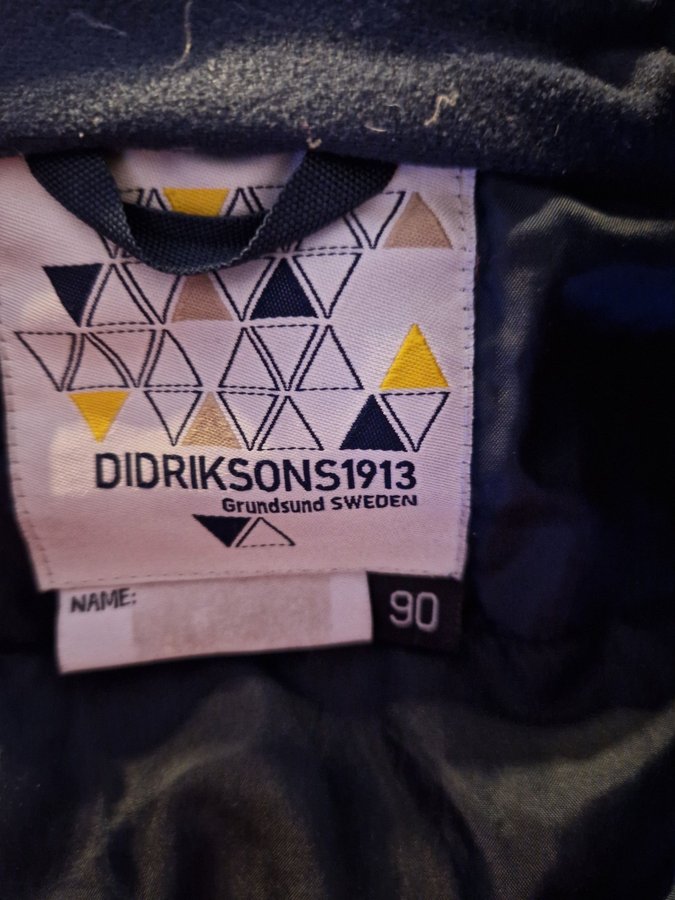 DIDRIKSONS1913
Grundsund SWEDEN
NAME:
90